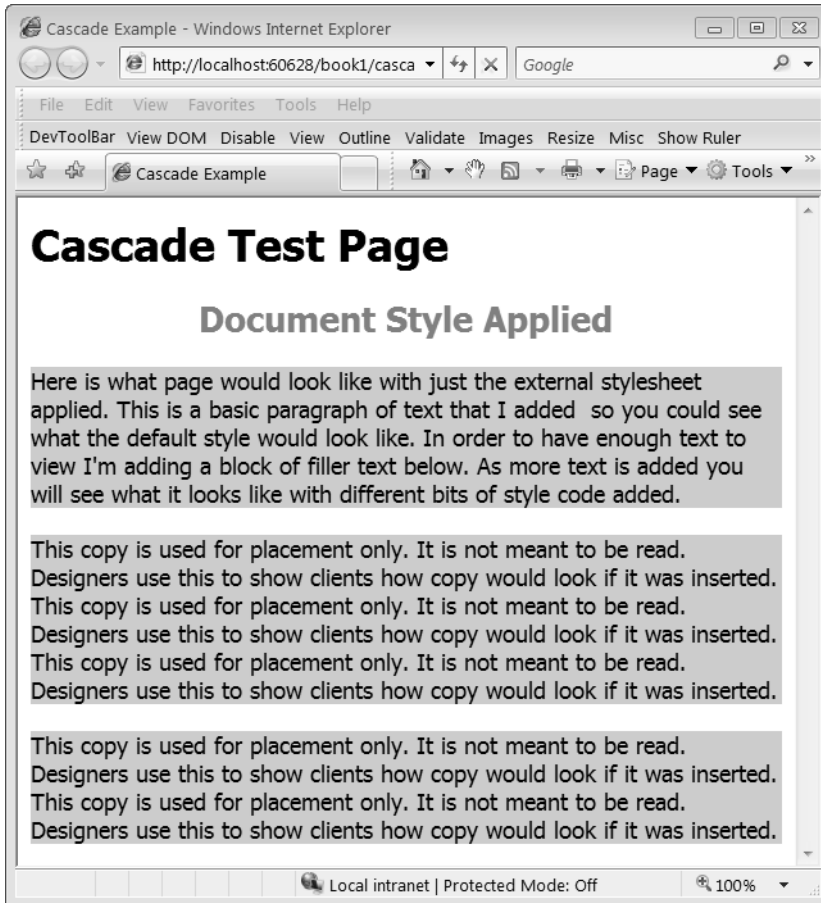 Cascade Example - Windows Internet Explorer
http://localhost:60628/book1/casca
Google
File Edit View Favorites Tools Help
DevToolBar View DOM Disable View Outline Validate Images Resize Misc Show Ruler
Cascade Example
Page Tools
Cascade Test Page
Document Style Applied
Here is what page would look like with just the external stylesheet
applied. This is a basic paragraph of text that I added  so you could see
what the default style would look like. In order to have enough text to
view I'm adding a block of filler text below. As more text is added you
will see what it looks like with different bits of style code added.
This copy is used for placement only. It is not meant to be read.
Designers use this to show clients how copy would look if it was inserted.
This copy is used for placement only. It is not meant to be read.
Designers use this to show clients how copy would look if it was inserted.
This copy is used for placement only. It is not meant to be read.
Designers use this to show clients how copy would look if it was inserted.
This copy is used for placement only. It is not meant to be read.
Designers use this to show clients how copy would look if it was inserted.
This copy is used for placement only. It is not meant to be read.
Designers use this to show clients how copy would look if it was inserted.
Local intranet | Protected Mode: Off
100%